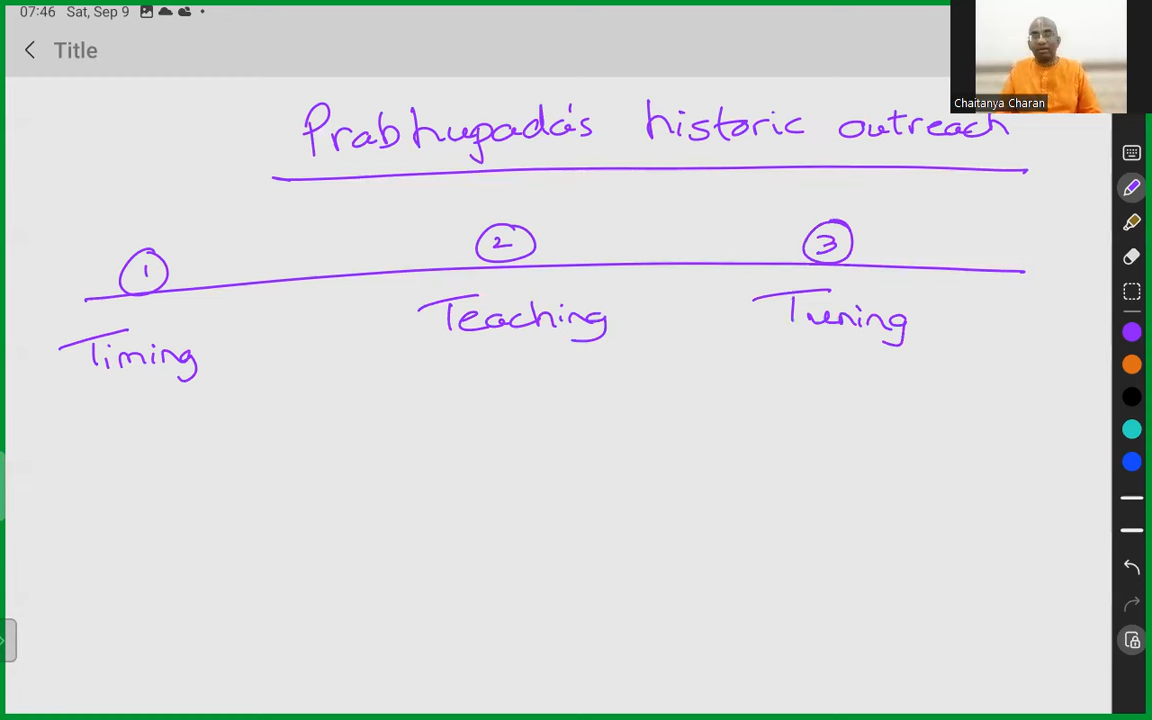 07:46 Sat, Sep 9
Title
Chaitanya Charan
Prabhupada's historic outreach
1 2 3
Timing Teaching Tuning